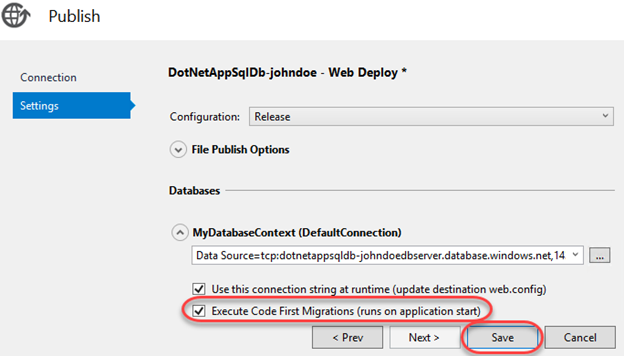 Publish
Connection
Settings
DotNetAppSqlDb-johndoe - Web Deploy *
Configuration: Release
File Publish Options
Databases
MyDatabaseContext (DefaultConnection)
Data Source=tcp:dotnetappsqldb-johndoedbserver.database.windows.net,14 ...
Use this connection string at runtime (update destination web.config)
Execute Code First Migrations (runs on application start)
< Prev Next > Save Cancel